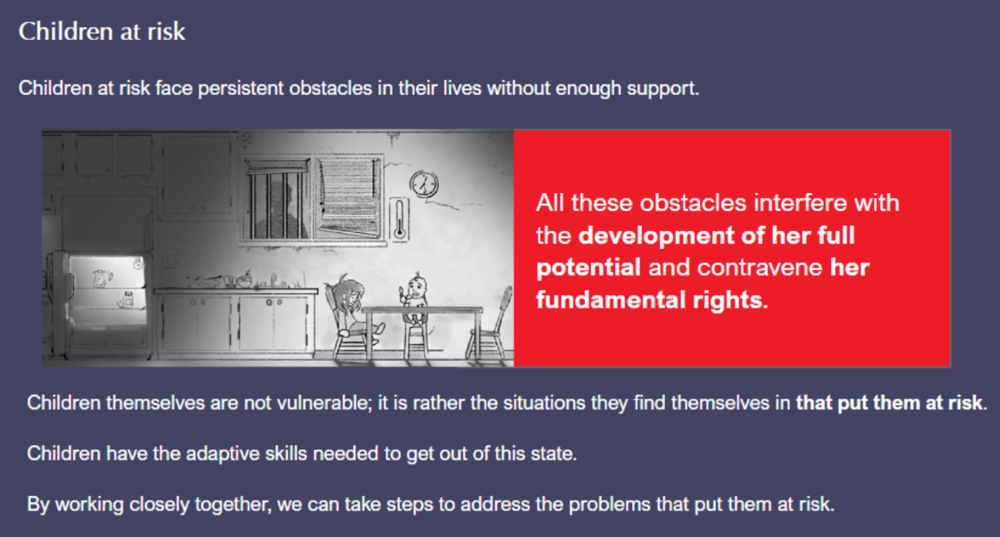 Children at risk
Children at risk face persistent obstacles in their lives without enough support.
All these obstacles interfere with
the development of her full
potential and contravene her
fundamental rights.
Children themselves are not vulnerable; it is rather the situations they find themselves in that put them at risk.
Children have the adaptive skills needed to get out of this state.
By working closely together, we can take steps to address the problems that put them at risk.